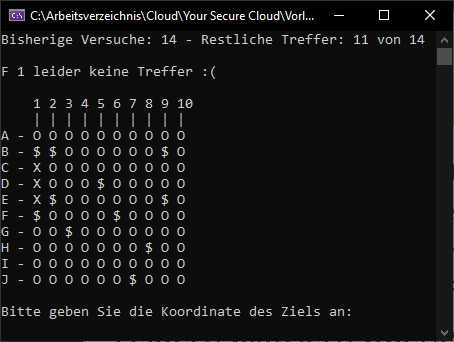 C:\Arbeitsverzeichnis\Cloud\Your Secure Cloud\Vorl...
Bisherige Versuche: 14 - Restliche Treffer: 11 von 14
F 1 leider keine Treffer :(
1 2 3 4 5 6 7 8 9 10
| | | | | | | | | |
A - O O O O O O O O O O
B - $ $ O O O O O O $ O
C - X O O O O O O O O O
D - X O O O $ O O O O O
E - X $ O O O O O O $ O
F - $ O O O O $ O O O O
G - O O $ O O O O O O O
H - O O O O O O O $ O O
I - O O O O O O O O O O
J - O O O O O O $ O O O
Bitte geben Sie die Koordinate des Ziels an: